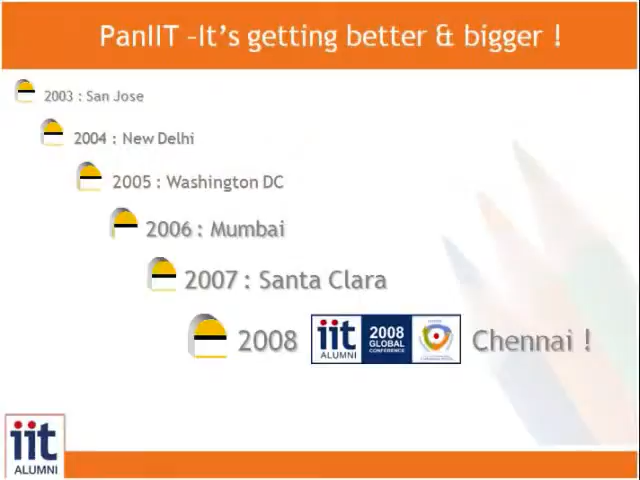 PanIIT –It's getting better & bigger !
2003 : San Jose
2004 : New Delhi
2005 : Washington DC
2006 : Mumbai
2007 : Santa Clara
2008 iit ALUMNI 2008 GLOBAL CONFERENCE Chennai !
iit
ALUMNI